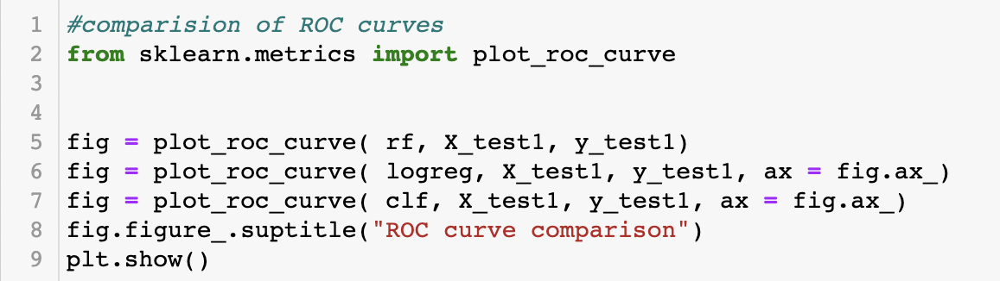 1 #comparision of ROC curves
2 from sklearn.metrics import plot_roc_curve
3
4
5 fig = plot_roc_curve( rf, X_test1, y_test1)
6 fig = plot_roc_curve( logreg, X_test1, y_test1, ax = fig.ax_)
7 fig = plot_roc_curve( clf, X_test1, y_test1, ax = fig.ax_)
8 fig.figure_.suptitle("ROC curve comparison")
9 plt.show()